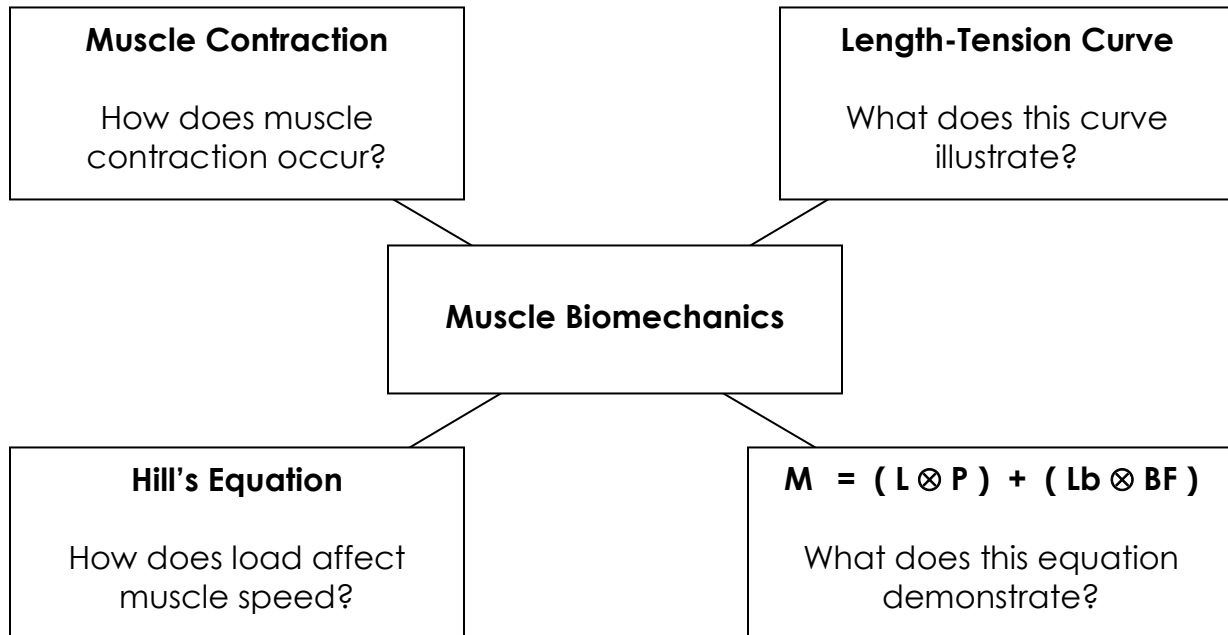 Muscle Contraction
How does muscle
contraction occur?
Length-Tension Curve
What does this curve
illustrate?
Muscle Biomechanics
Hill’s Equation
How does load affect
muscle speed?
M = ( L ⊗ P ) + ( Lb ⊗ BF )
What does this equation
demonstrate?